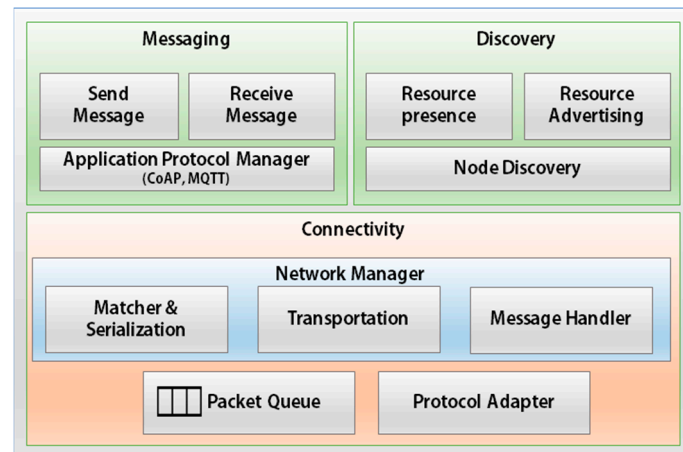 Messaging
Send
Message
Receive
Message
Application Protocol Manager
(CoAP, MQTT)
Discovery
Resource
presence
Resource
Advertising
Node Discovery
Connectivity
Network Manager
Matcher &
Serialization
Transportation
Message Handler
Packet Queue
Protocol Adapter